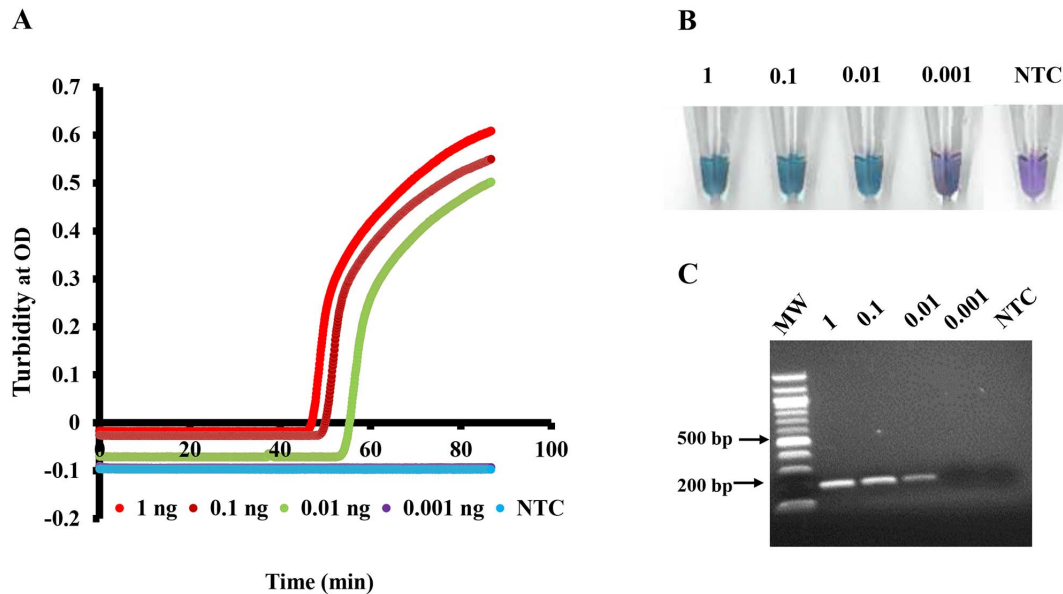 A
Turbidity at OD
0.7
0.6
0.5
0.4
0.3
0.2
0.1
0
-0.1
-0.2
0 20 40 60 80 100
1 ng 0.1 ng 0.01 ng 0.001 ng NTC
Time (min)
B
1 0.1 0.01 0.001 NTC
C
MW 1 0.1 0.01 0.001 NTC
500 bp
200 bp